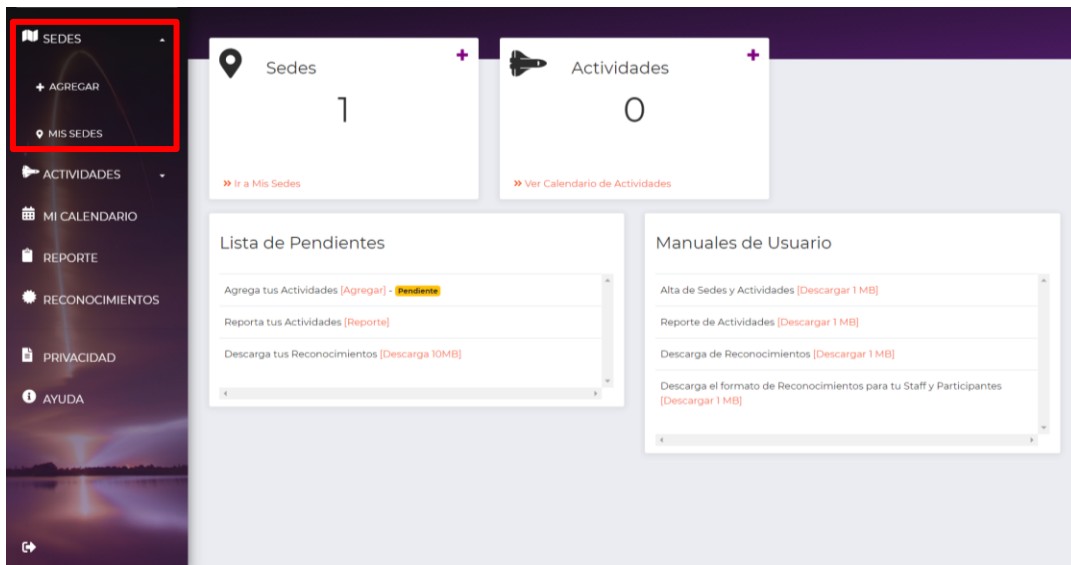 SEDES
AGREGAR
MIS SEDES
ACTIVIDADES
MI CALENDARIO
REPORTE
RECONOCIMIENTOS
PRIVACIDAD
AYUDA
Sedes
1
>> Ir a Mis Sedes
Actividades
0
>> Ver Calendario de Actividades
Lista de Pendientes
Agrega tus Actividades [Agregar] - Pendiente
Reporta tus Actividades [Reporte]
Descarga tus Reconocimientos [Descarga 10MB]
Manuales de Usuario
Alta de Sedes y Actividades [Descargar 1 MB]
Reporte de Actividades [Descargar 1 MB]
Descarga de Reconocimientos [Descargar 1 MB]
Descarga el formato de Reconocimientos para tu Staff y Participantes
[Descargar 1 MB]